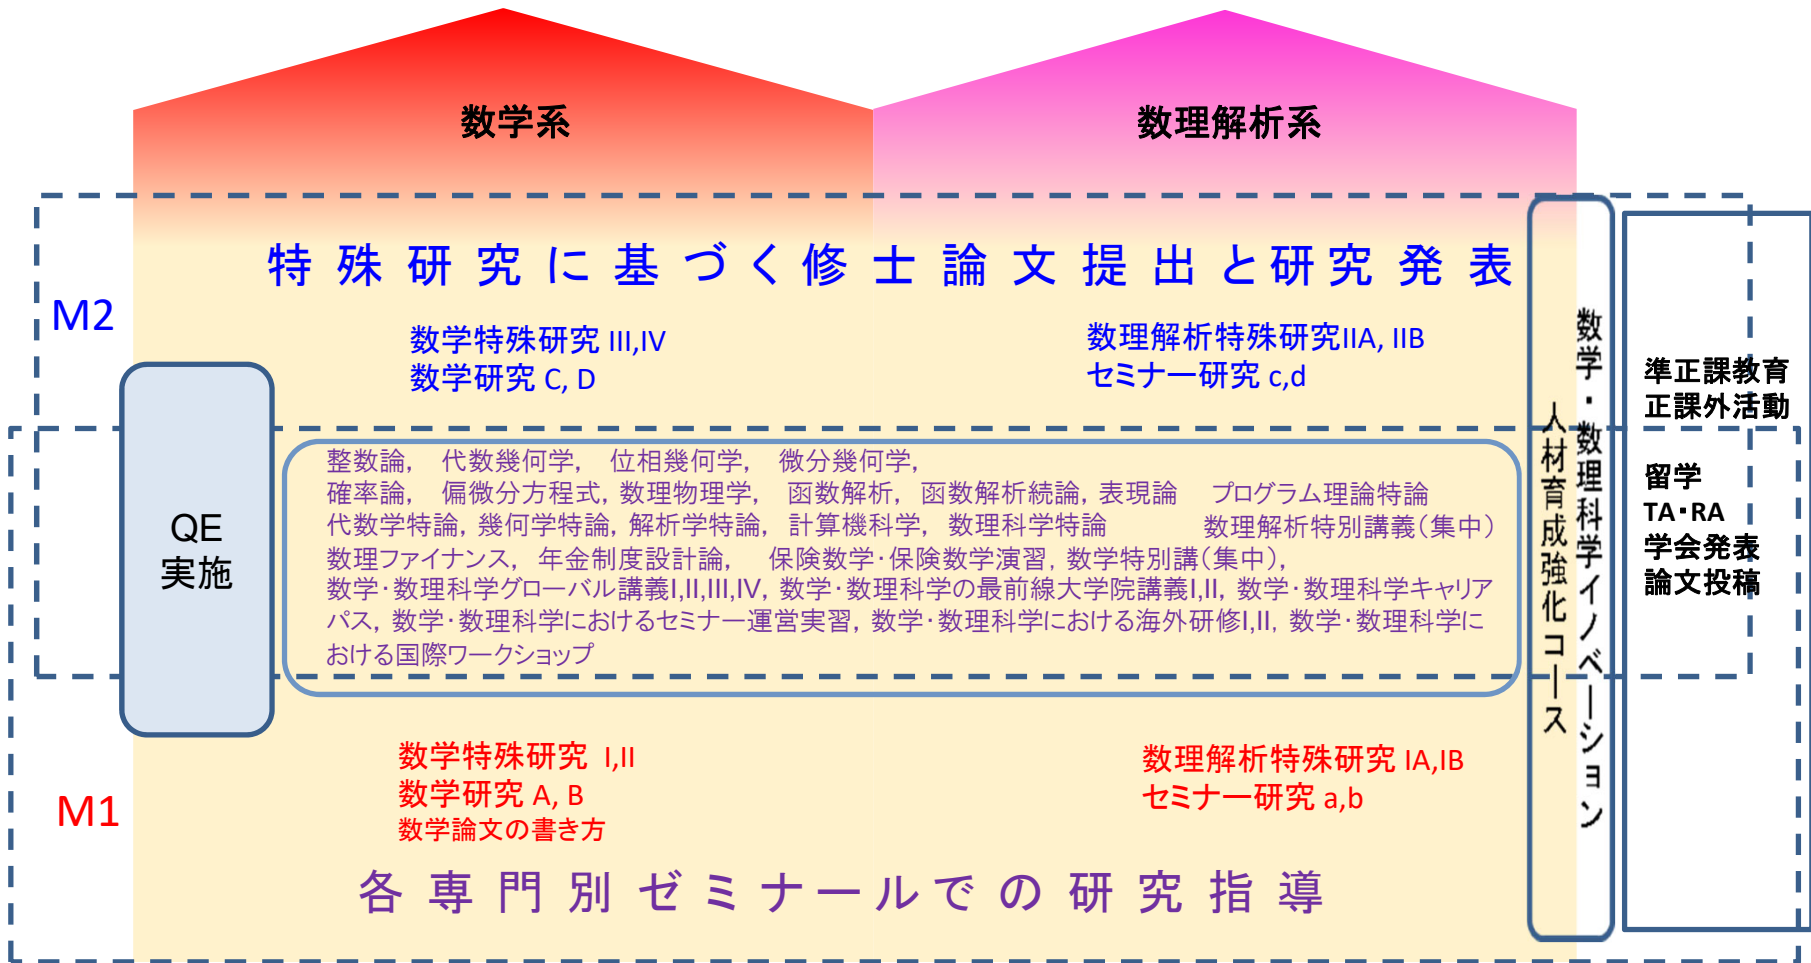 数学系
数理解析系
特殊研究に基づく修士論文提出と研究発表
M2
数学特殊研究 III,IV
数学研究 C, D
数理解析特殊研究IIA, IIB
セミナー研究 c,d
QE
実施
整数論, 代数幾何学, 位相幾何学, 微分幾何学,
確率論, 偏微分方程式, 数理物理学, 函数解析, 函数解析続論, 表現論 プログラム理論特論
代数学特論, 幾何学特論, 解析学特論, 計算機科学, 数理科学特論 数理解析特別講義(集中)
数理ファイナンス, 年金制度設計論, 保険数学・保険数学演習, 数学特別講(集中),
数学・数理科学グローバル講義I,II,III,IV, 数学・数理科学の最前線大学院講義I,II, 数学・数理科学キャリア
パス, 数学・数理科学におけるセミナー運営実習, 数学・数理科学における海外研修I,II, 数学・数理科学に
おける国際ワークショップ
M1
数学特殊研究 I,II
数学研究 A, B
数学論文の書き方
数理解析特殊研究 IA,IB
セミナー研究 a,b
各専門別ゼミナールでの研究指導
数学・数理科学イノベーション
人材育成強化コース
準正課教育
正課外活動
留学
TA・RA
学会発表
論文投稿